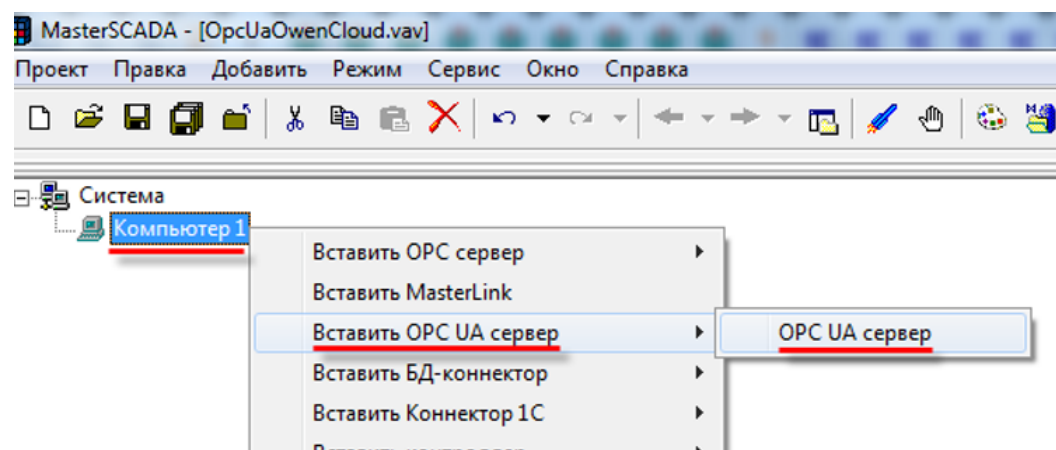 MasterSCADA - [OpcUaOwenCloud.vav]
Проект Правка Добавить Режим Сервис Окно Справка
Система
Компьютер 1
Вставить OPC сервер
Вставить MasterLink
Вставить OPC UA сервер
OPC UA сервер
Вставить БД-коннектор
Вставить Коннектор 1С